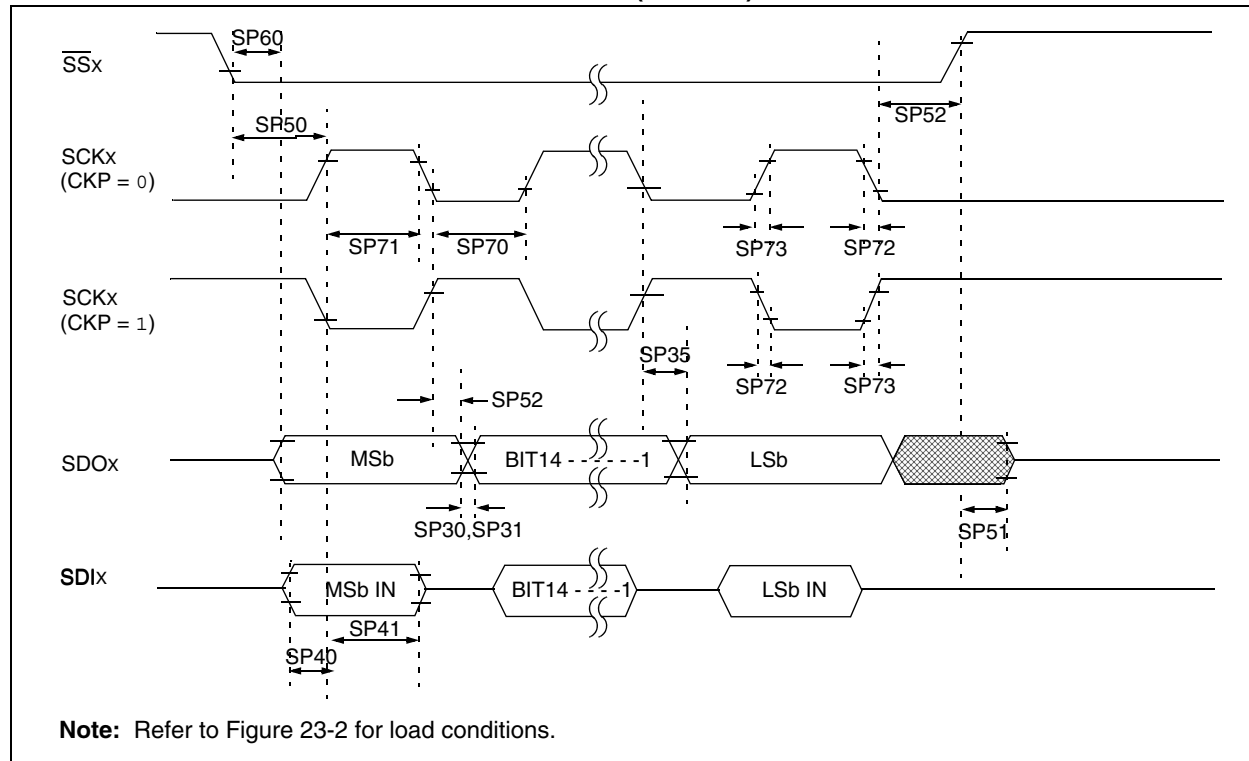 SP60
SSx
SP52
SP50
SCKx
(CKP = 0)
SP71 SP70 SP73 SP72
SCKx
(CKP = 1)
SP35
SP72 SP73
SP52
SDOx MSb BIT14 - - - - - -1 LSb
SP30,SP31 SP51
SDIx MSb IN BIT14 - - - -1 LSb IN
SP41
SP40
Note: Refer to Figure 23-2 for load conditions.